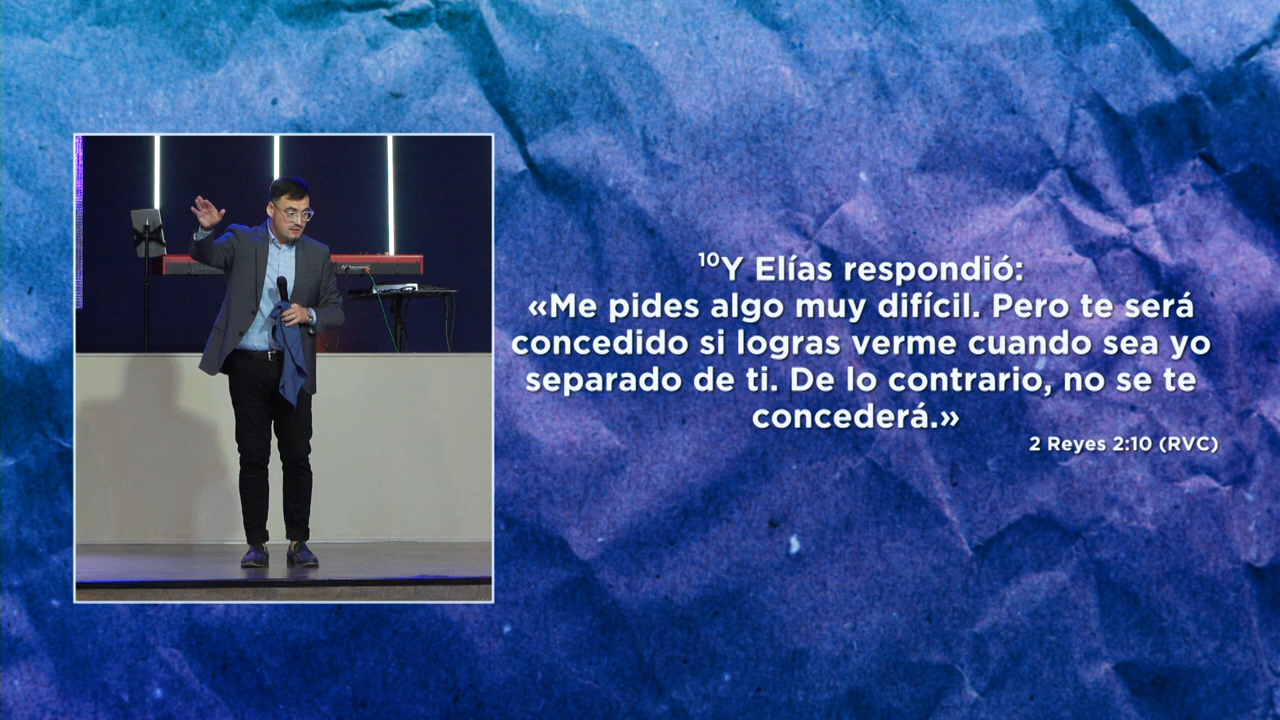 ¹⁰Y Elías respondió:
«Me pides algo muy difícil. Pero te será
concedido si logras verme cuando sea yo
separado de ti. De lo contrario, no se te
concederá.»
2 Reyes 2:10 (RVC)